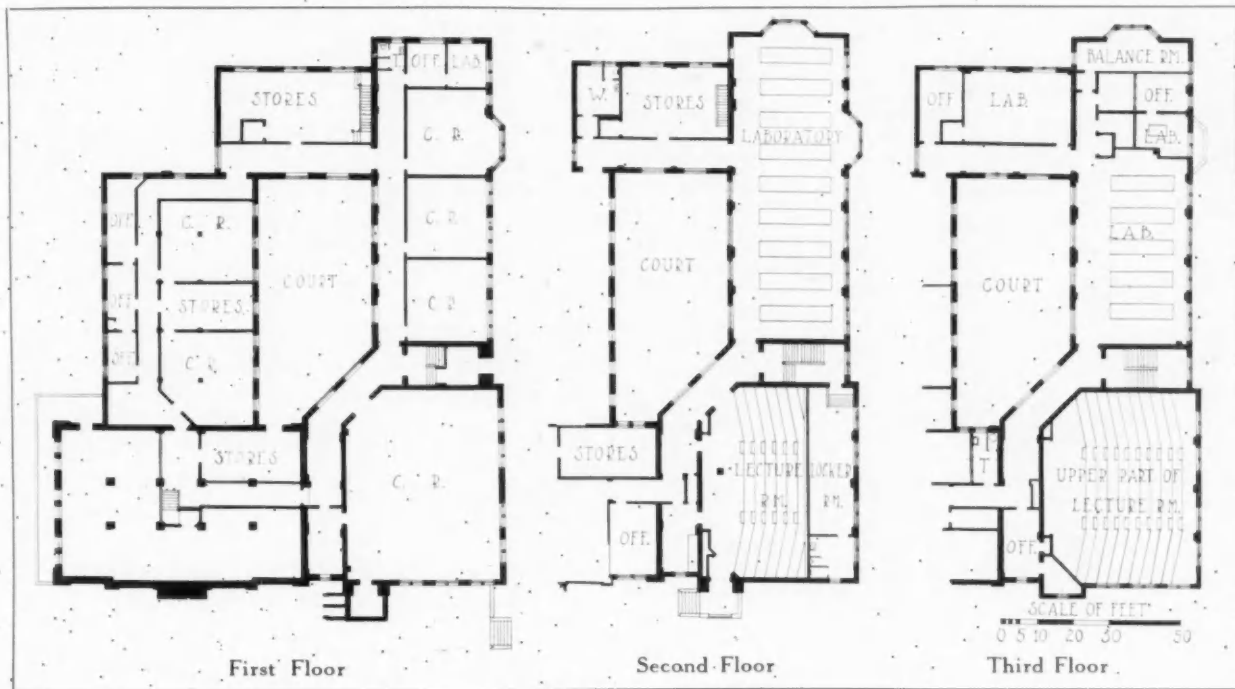 T. OFF. LAB.
STORES
C. R.
OFF. C. R.
C. R.
COURT
OFF. STORES
C. R.
OFF. C. R.
STORES
C. R.
First Floor
W. STORES
LABORATORY
COURT
STORES
LECTURE LOCKER
RM. RM.
OFF.
Second Floor
BALANCE RM.
OFF. LAB. OFF.
LAB.
LAB.
COURT
T.
UPPER PART OF
LECTURE RM.
OFF.
SCALE OF FEET
0 5 10 20 30 50
Third Floor